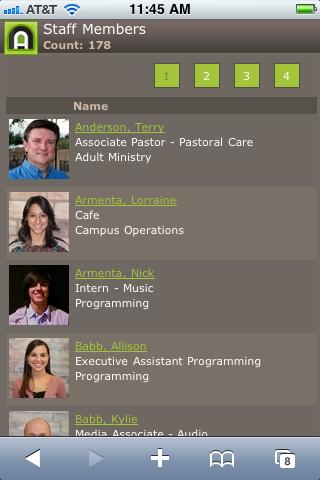 AT&T 11:45 AM
Staff Members
Count: 178
1 2 3 4
Name
Anderson, Terry
Associate Pastor - Pastoral Care
Adult Ministry
Armenta, Lorraine
Cafe
Campus Operations
Armenta, Nick
Intern - Music
Programming
Babb, Allison
Executive Assistant Programming
Programming
Babb, Kylie
Media Associate - Audio
8